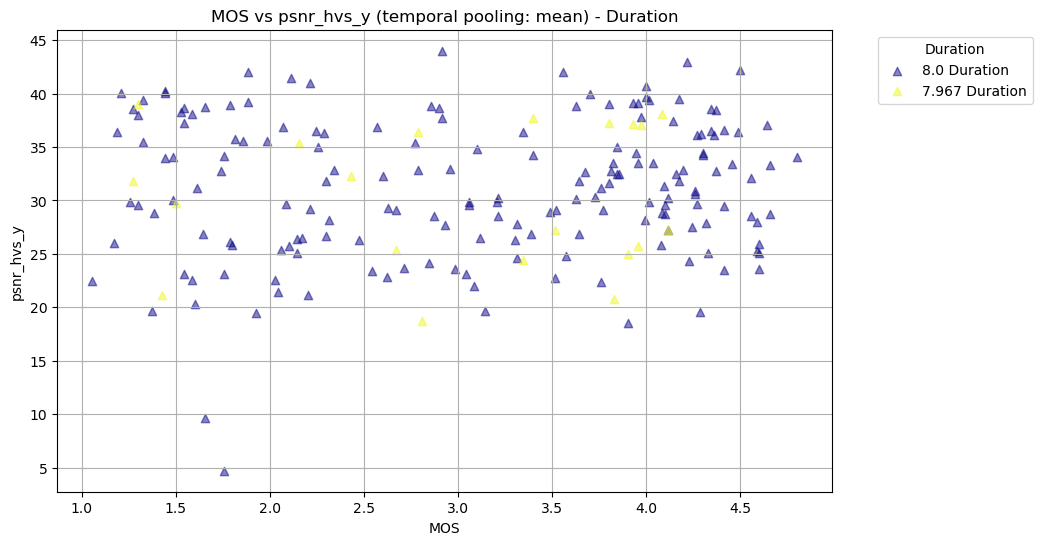 MOS vs psnr_hvs_y (temporal pooling: mean) - Duration
45
40
35
30
25
20
15
10
5
psnr_hvs_y
1.0 1.5 2.0 2.5 3.0 3.5 4.0 4.5
MOS
Duration
8.0 Duration
7.967 Duration